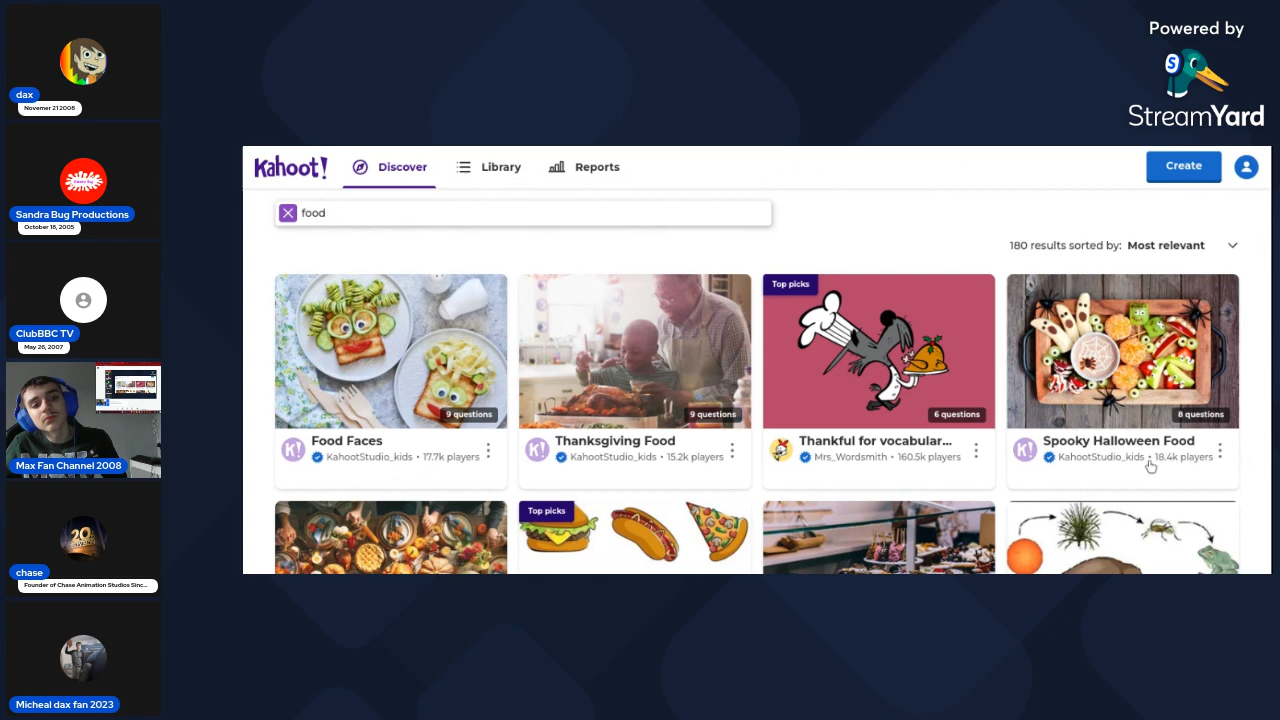 Powered by
StreamYard
dax
Novemer 21 2008
Sandra Bug Productions
October 18, 2005
ClubBBC TV
May 26, 2007
Max Fan Channel 2008
chase
Founder of Chase Animation Studios Sinc...
Micheal dax fan 2023
Kahoot!
Discover
Library
Reports
Create
food
180 results sorted by: Most relevant
9 questions
Food Faces
K!
KahootStudio_kids • 17.7k players
9 questions
Thanksgiving Food
K!
KahootStudio_kids • 15.2k players
Top picks
6 questions
Thankful for vocabular...
Mrs_Wordsmith • 160.5k players
8 questions
Spooky Halloween Food
K!
KahootStudio_kids • 18.4k players
Top picks